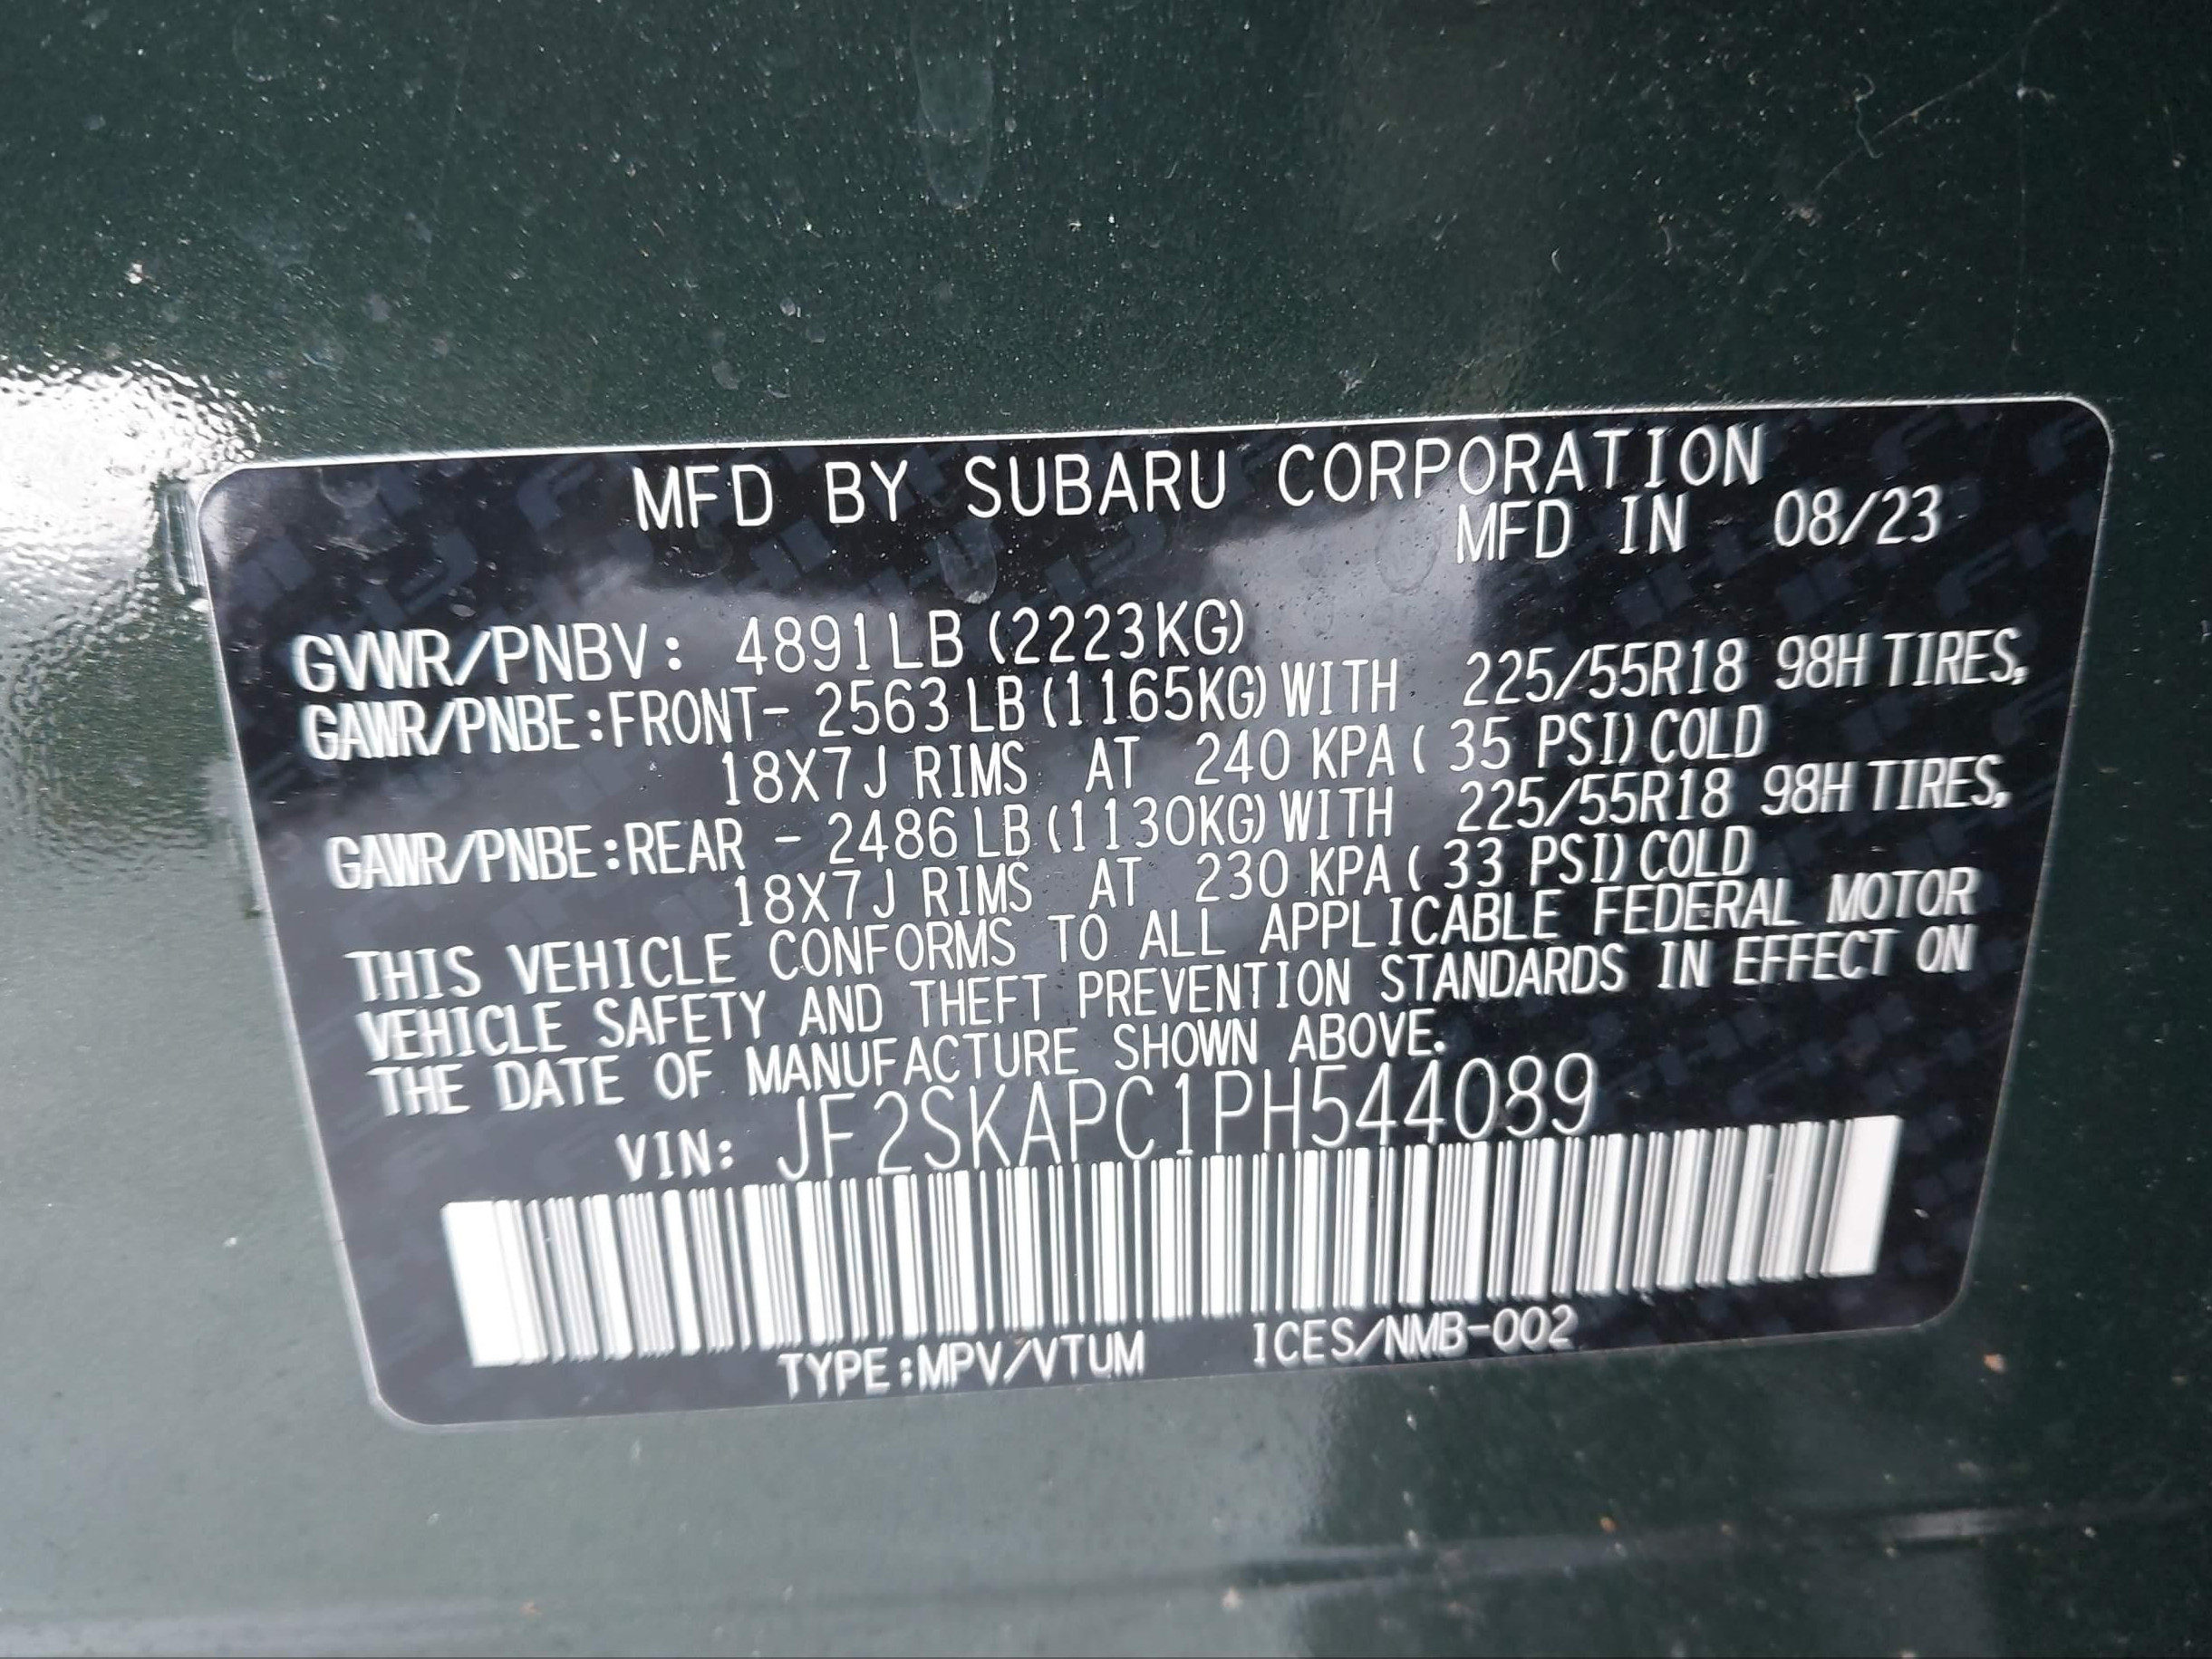 MFD BY SUBARU CORPORATION
MFD IN 08/23
GVWR/PNBV: 4891LB (2223KG)
GAWR/PNBE:FRONT- 2563LB(1165KG)WITH 225/55R18 98H TIRES,
18X7J RIMS AT 240 KPA( 35 PSI)COLD
GAWR/PNBE:REAR - 2486LB(1130KG)WITH 225/55R18 98H TIRES,
18X7J RIMS AT 230 KPA( 33 PSI)COLD
THIS VEHICLE CONFORMS TO ALL APPLICABLE FEDERAL MOTOR
VEHICLE SAFETY AND THEFT PREVENTION STANDARDS IN EFFECT ON
THE DATE OF MANUFACTURE SHOWN ABOVE.
VIN: JF2SKAPC1PH544089
TYPE:MPV/VTUM ICES/NMB-002